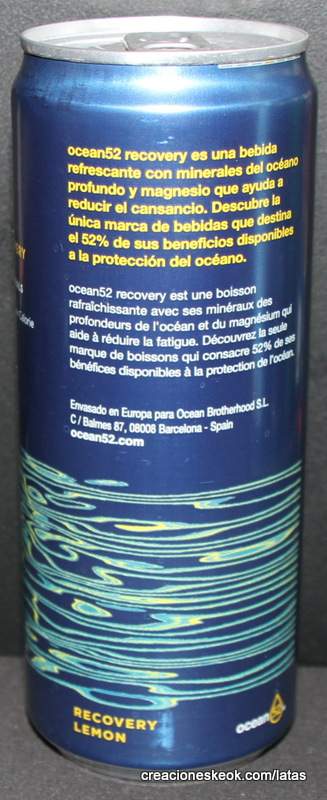 ocean52 recovery es una bebida
refrescante con minerales del océano
profundo y magnesio que ayuda a
reducir el cansancio. Descubre la
única marca de bebidas que destina
el 52% de sus beneficios disponibles
a la protección del océano.
ocean52 recovery est une boisson
rafraîchissante avec ses minéraux des
profondeurs de l'océan et du magnésium qui
aide à réduire la fatigue. Découvrez la seule
marque de boissons qui consacre 52% de ses
bénéfices disponibles à la protection de l'océan.
Envasado en Europa para Ocean Brotherhood S.L.
C / Balmes 87, 08008 Barcelona - Spain
ocean52.com
RECOVERY
LEMON
ocean
creacioneskeok.com/latas